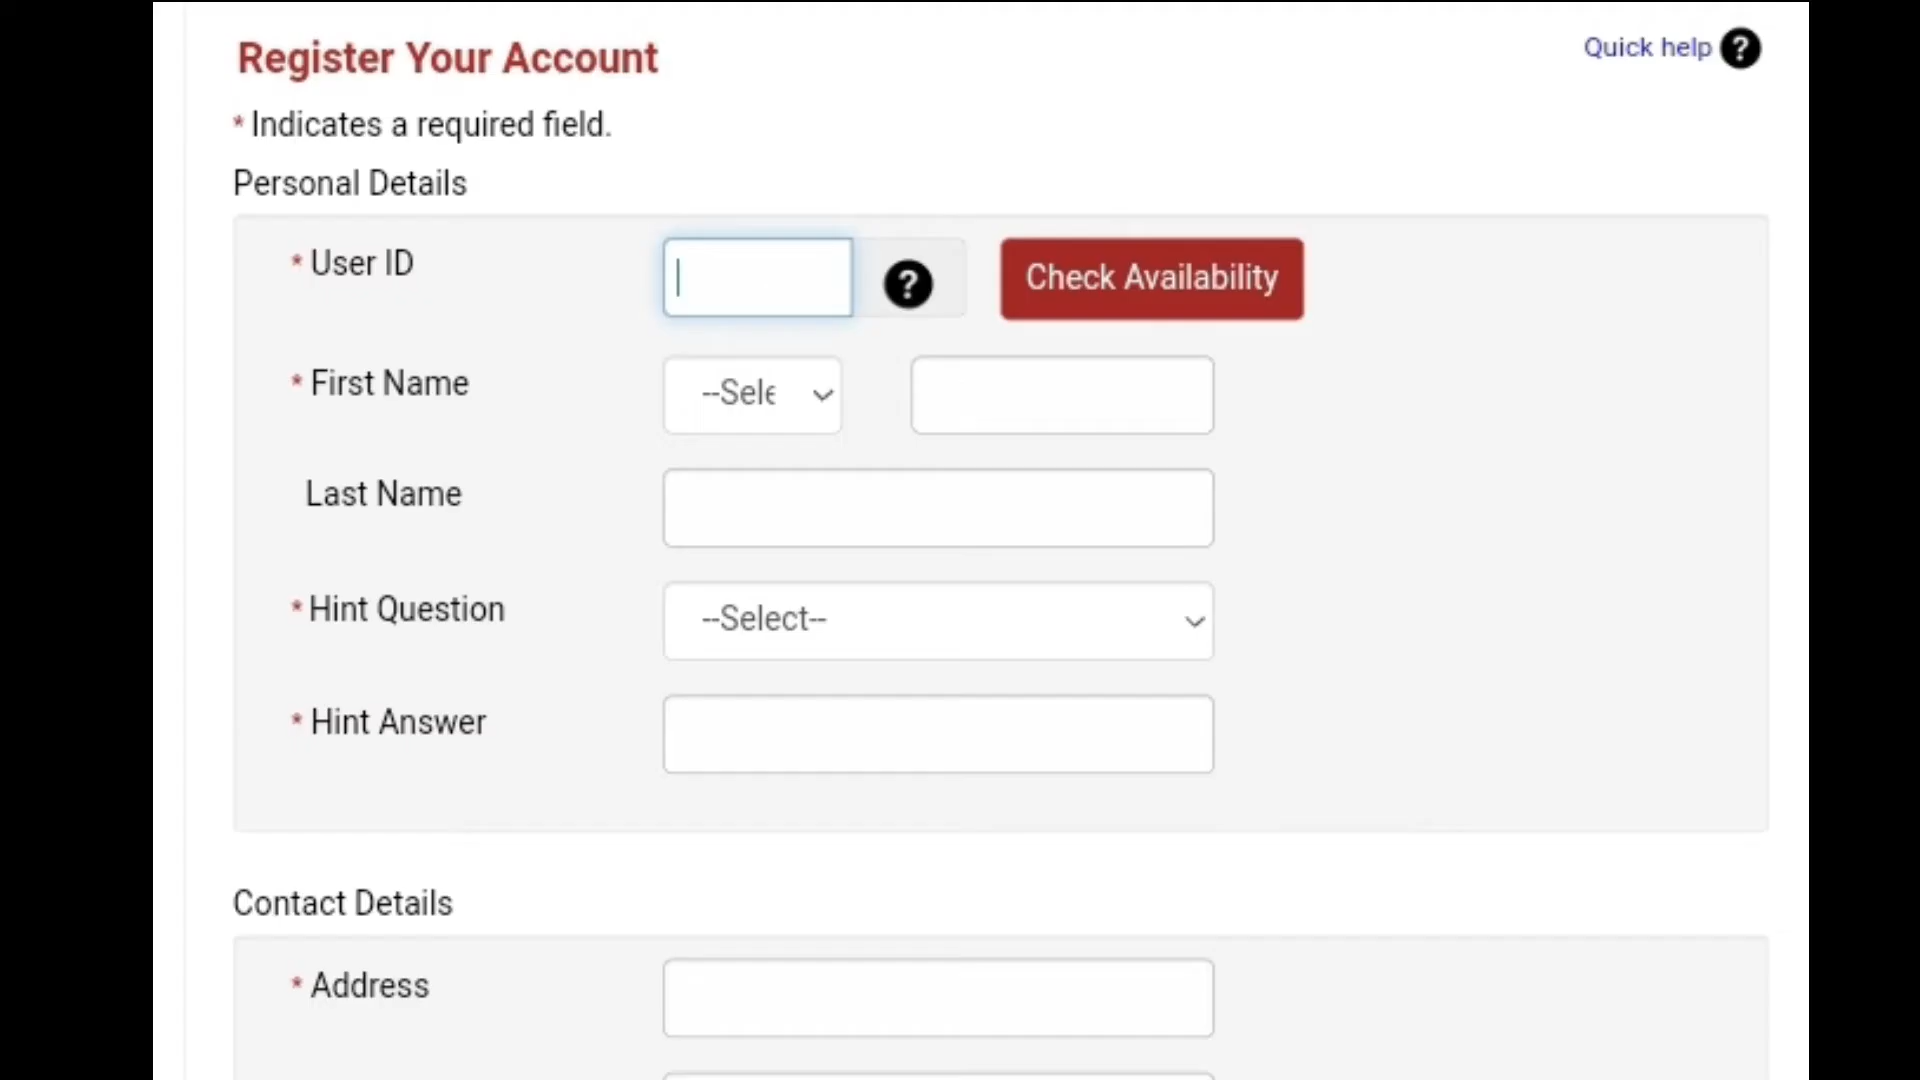 Register Your Account
Quick help ?
* Indicates a required field.
Personal Details
* User ID
? Check Availability
* First Name
--Sele
Last Name
* Hint Question
--Select--
* Hint Answer
Contact Details
* Address